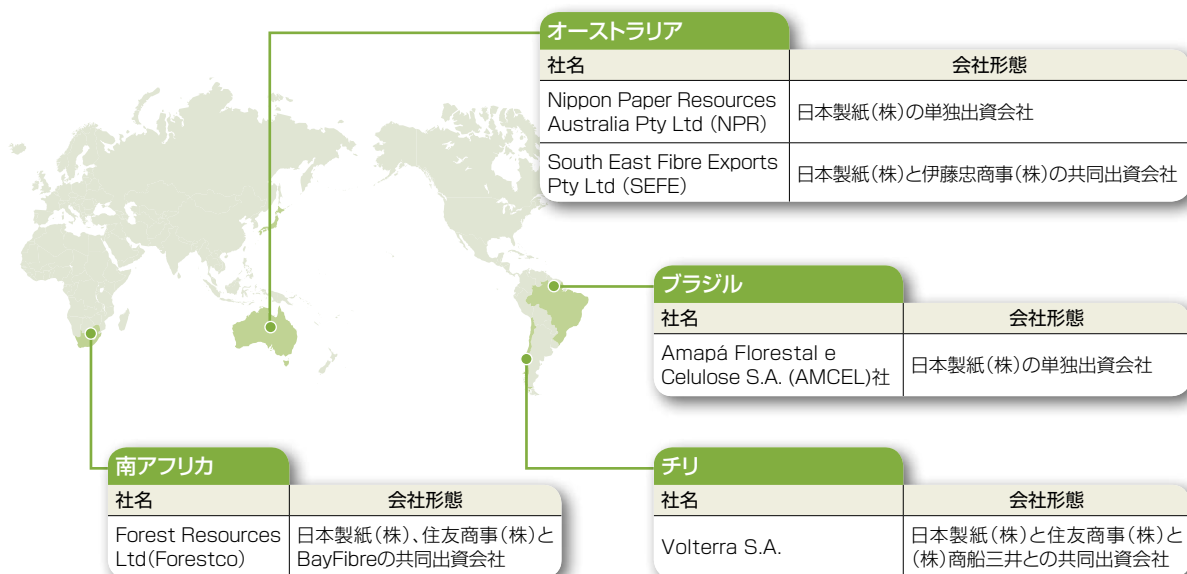 オーストラリア
社名 会社形態
Nippon Paper Resources
Australia Pty Ltd (NPR)
日本製紙(株)の単独出資会社
South East Fibre Exports
Pty Ltd (SEFE)
日本製紙(株)と伊藤忠商事(株)の共同出資会社
ブラジル
社名 会社形態
Amapá Florestal e
Celulose S.A. (AMCEL)社
日本製紙(株)の単独出資会社
南アフリカ
社名 会社形態
Forest Resources
Ltd(Forestco)
日本製紙(株)、住友商事(株)と
BayFibreの共同出資会社
チリ
社名 会社形態
Volterra S.A.
日本製紙(株)と住友商事(株)と
(株)商船三井との共同出資会社